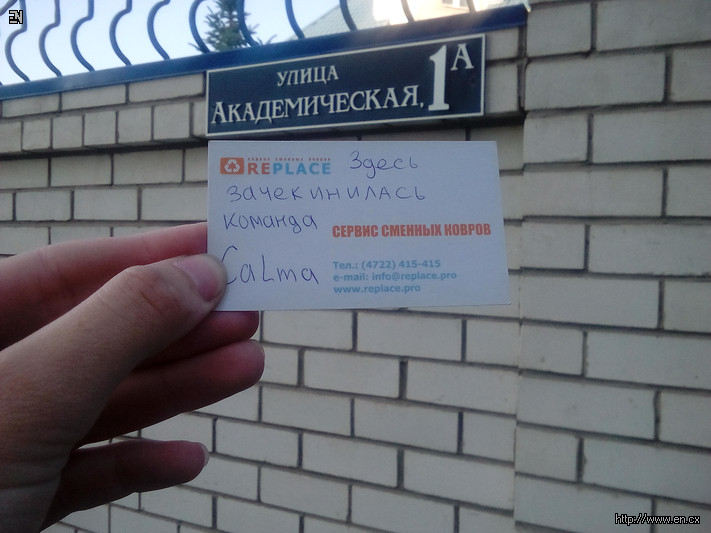 EN
УЛИЦА
АКАДЕМИЧЕСКАЯ, 1А
REPLACE Здесь
зачекинилась
команда
CaLma
СЕРВИС СМЕННЫХ КОВРОВ
Тел.: (4722) 415-415
e-mail: info@replace.pro
www.replace.pro
http://www.en.cx